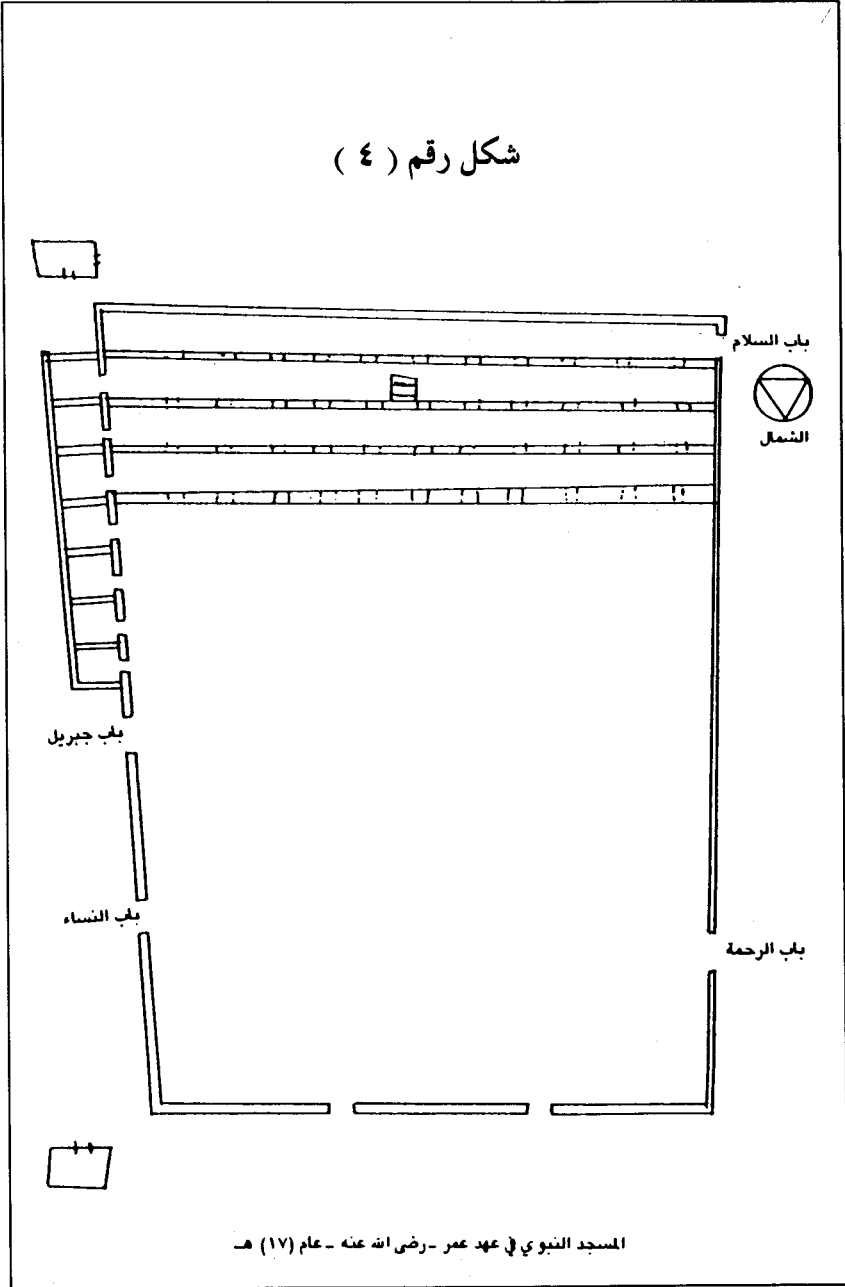 شكل رقم ( ٤ )
باب السلام
الشمال
باب جبريل
باب النساء
باب الرحمة
المسجد النبوي في عهد عمر - رضى الله عنه - عام (١٧) هـ